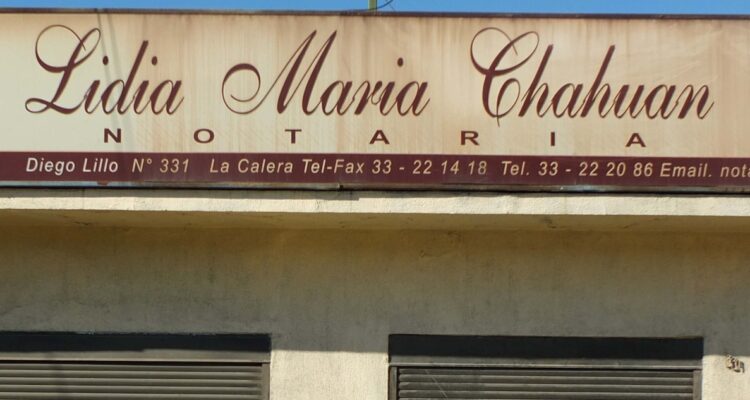 Lidia Maria Chahuan
NOTARIA
Diego Lillo N° 331 La Calera Tel-Fax 33 - 22 14 18 Tel. 33 - 22 20 86 Email. nota